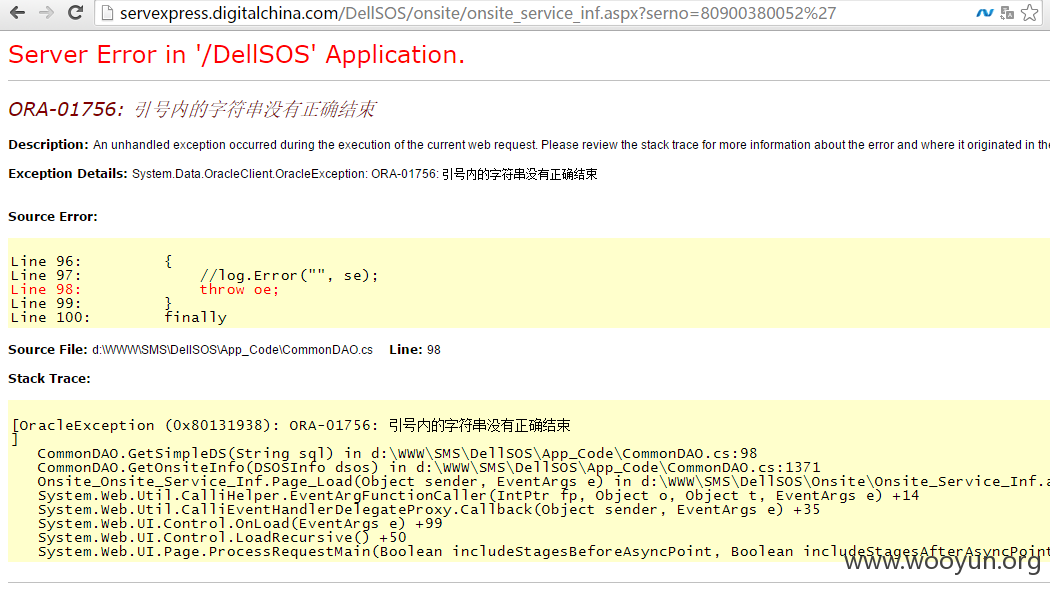 servexpress.digitalchina.com/DellSOS/onsite/onsite_service_inf.aspx?serno=80900380052%27
Server Error in '/DellSOS' Application.
ORA-01756: 引号内的字符串没有正确结束
Description: An unhandled exception occurred during the execution of the current web request. Please review the stack trace for more information about the error and where it originated in the
Exception Details: System.Data.OracleClient.OracleException: ORA-01756: 引号内的字符串没有正确结束
Source Error:
Line 96:         {
Line 97:             //log.Error("", se);
Line 98:             throw oe;
Line 99:         }
Line 100:        finally
Source File: d:\WWW\SMS\DellSOS\App_Code\CommonDAO.cs    Line: 98
Stack Trace:
[OracleException (0x80131938): ORA-01756: 引号内的字符串没有正确结束
]
   CommonDAO.GetSimpleDS(String sql) in d:\WWW\SMS\DellSOS\App_Code\CommonDAO.cs:98
   CommonDAO.GetOnsiteInfo(DSOSInfo dsos) in d:\WWW\SMS\DellSOS\App_Code\CommonDAO.cs:1371
   Onsite_Onsite_Service_Inf.Page_Load(Object sender, EventArgs e) in d:\WWW\SMS\DellSOS\Onsite\Onsite_Service_Inf.a
   System.Web.Util.CalliHelper.EventArgFunctionCaller(IntPtr fp, Object o, Object t, EventArgs e) +14
   System.Web.Util.CalliEventHandlerDelegateProxy.Callback(Object sender, EventArgs e) +35
   System.Web.UI.Control.OnLoad(EventArgs e) +99
   System.Web.UI.Control.LoadRecursive() +50
   System.Web.UI.Page.ProcessRequestMain(Boolean includeStagesBeforeAsyncPoint, Boolean includeStagesAfterAsyncPoint
www.wooyun.org